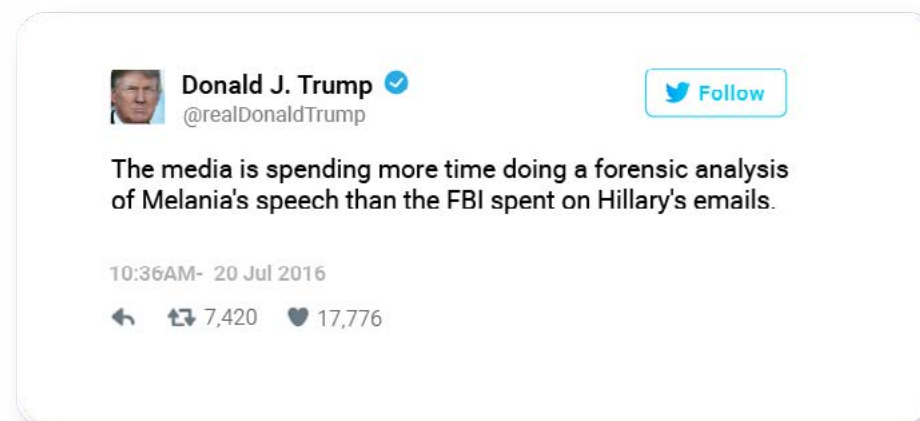 Donald J. Trump
@realDonaldTrump
Follow
The media is spending more time doing a forensic analysis
of Melania's speech than the FBI spent on Hillary's emails.
10:36AM- 20 Jul 2016
7,420 17,776